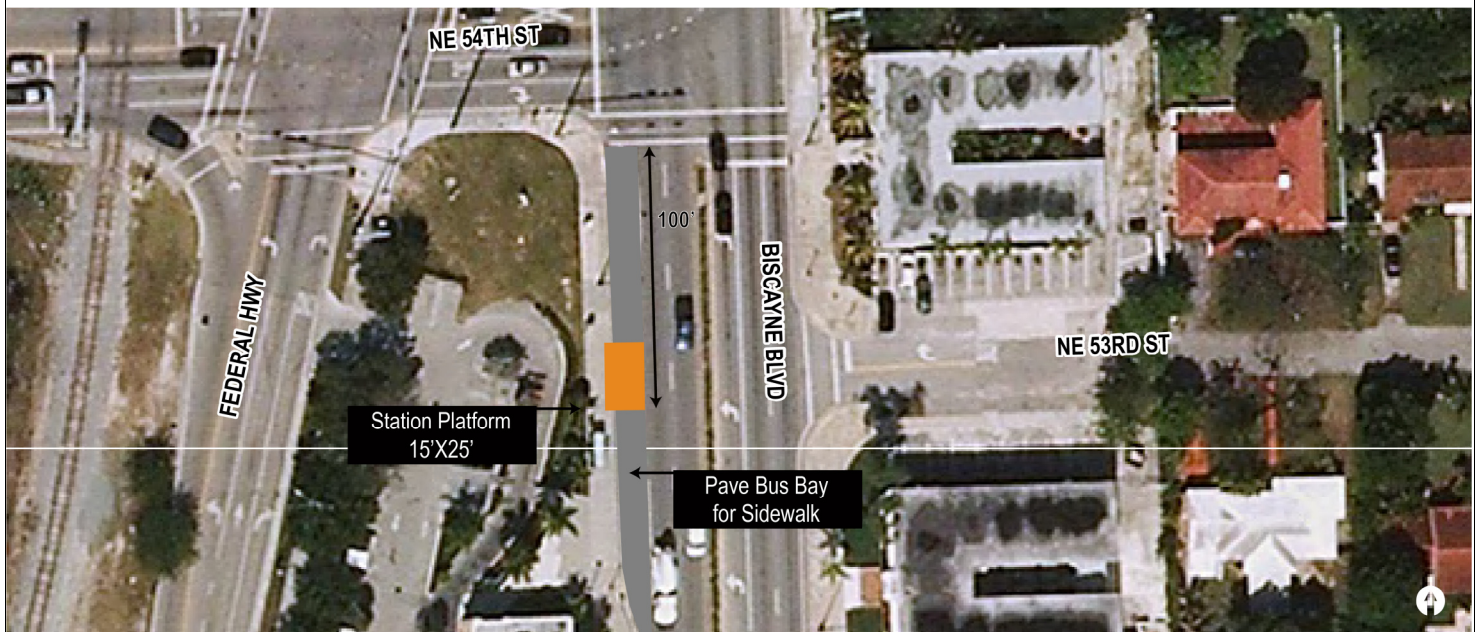 NE 54TH ST
100'
BISCAYNE BLVD
FEDERAL HWY
NE 53RD ST
Station Platform
15'X25'
Pave Bus Bay
for Sidewalk